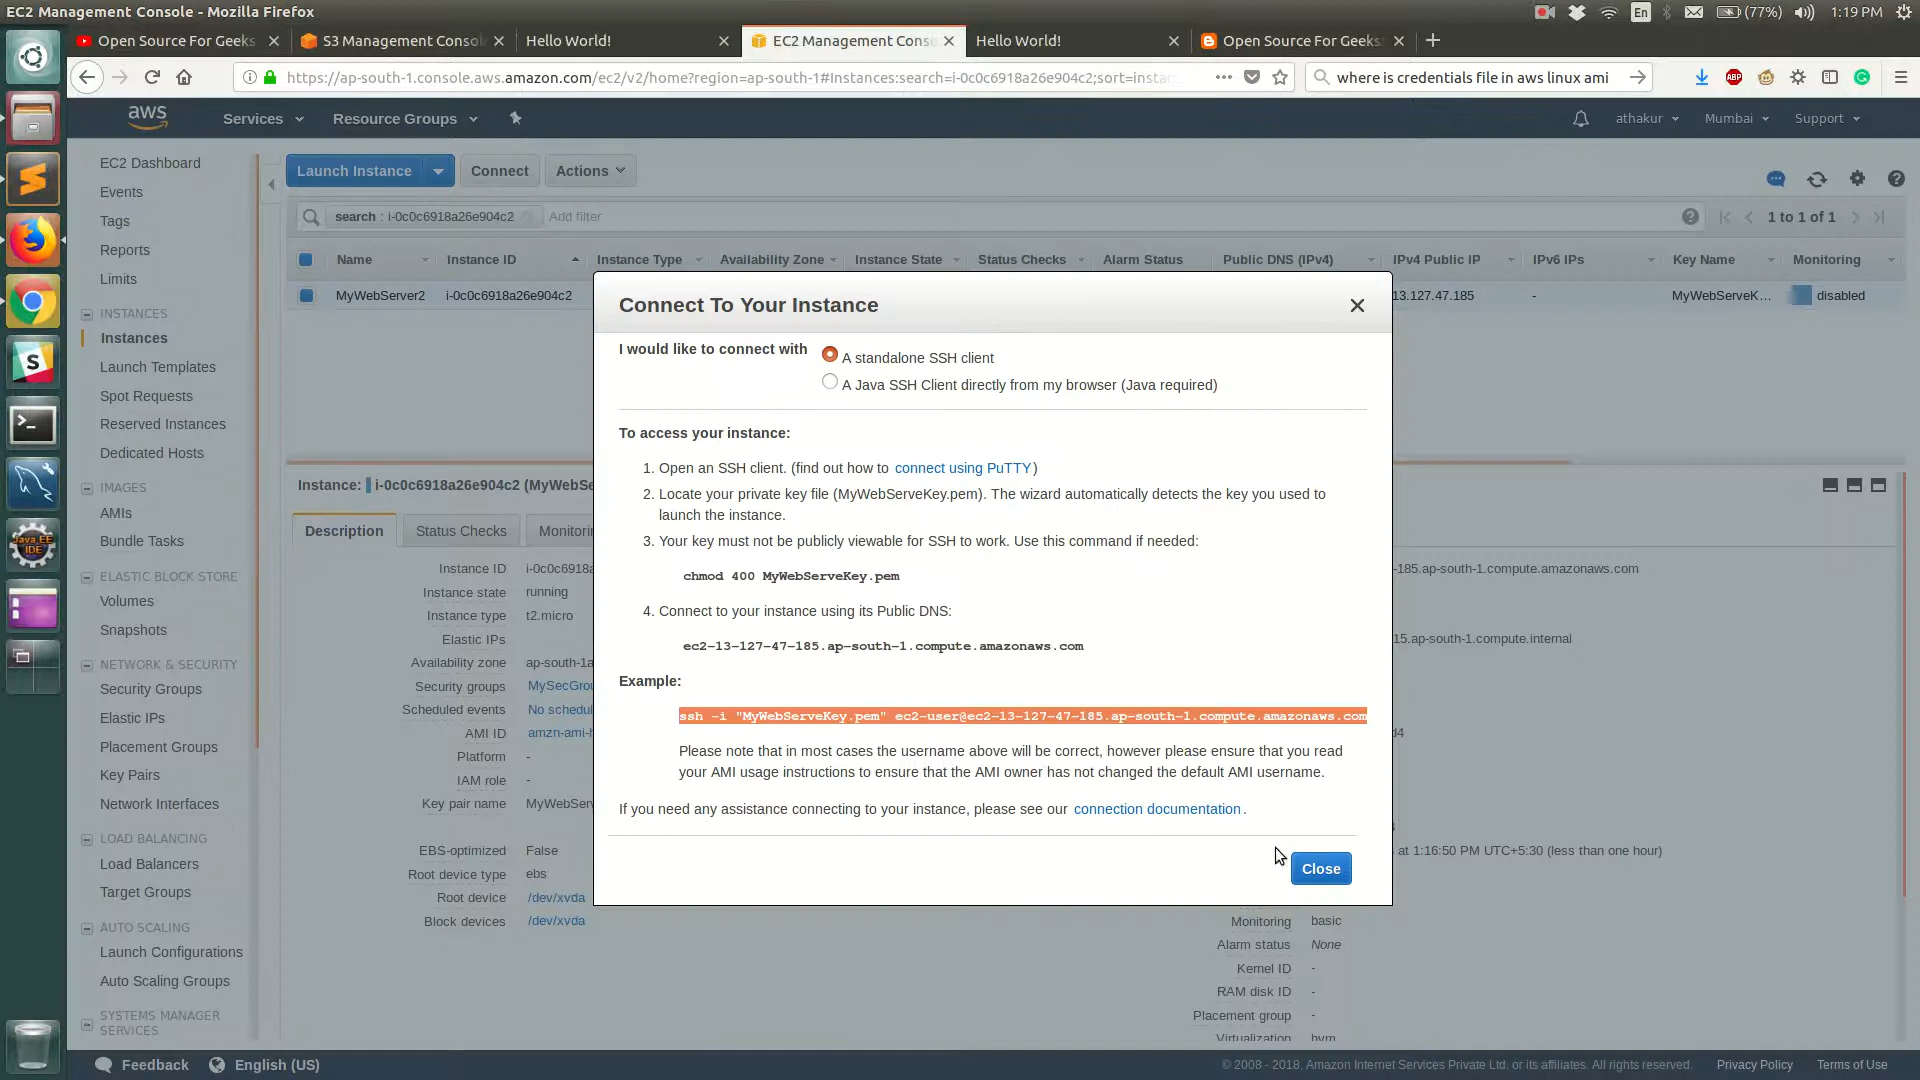 EC2 Management Console - Mozilla Firefox
En
(77%)
1:19 PM
Open Source For Geeks
S3 Management Conso
Hello World!
EC2 Management Conso
Hello World!
Open Source For Geeks
https://ap-south-1.console.aws.amazon.com/ec2/v2/home?region=ap-south-1#Instances:search=i-0c0c6918a26e904c2;sort=instan
where is credentials file in aws linux ami
ABP
aws
Services
Resource Groups
athakur
Mumbai
Support
EC2 Dashboard
Events
Tags
Reports
Limits
INSTANCES
Instances
Launch Templates
Spot Requests
Reserved Instances
Dedicated Hosts
IMAGES
AMIs
Bundle Tasks
ELASTIC BLOCK STORE
Volumes
Snapshots
NETWORK & SECURITY
Security Groups
Elastic IPs
Placement Groups
Key Pairs
Network Interfaces
LOAD BALANCING
Load Balancers
Target Groups
AUTO SCALING
Launch Configurations
Auto Scaling Groups
SYSTEMS MANAGER
SERVICES
Launch Instance
Connect
Actions
search : i-0c0c6918a26e904c2
Add filter
1 to 1 of 1
Name
Instance ID
Instance Type
Availability Zone
Instance State
Status Checks
Alarm Status
Public DNS (IPv4)
IPv4 Public IP
IPv6 IPs
Key Name
Monitoring
MyWebServer2
i-0c0c6918a26e904c2
13.127.47.185
-
MyWebServeK...
disabled
Connect To Your Instance
I would like to connect with
A standalone SSH client
A Java SSH Client directly from my browser (Java required)
To access your instance:
1. Open an SSH client. (find out how to connect using PuTTY)
2. Locate your private key file (MyWebServeKey.pem). The wizard automatically detects the key you used to
launch the instance.
3. Your key must not be publicly viewable for SSH to work. Use this command if needed:
chmod 400 MyWebServeKey.pem
4. Connect to your instance using its Public DNS:
ec2-13-127-47-185.ap-south-1.compute.amazonaws.com
Example:
ssh -i "MyWebServeKey.pem" ec2-user@ec2-13-127-47-185.ap-south-1.compute.amazonaws.com
Please note that in most cases the username above will be correct, however please ensure that you read
your AMI usage instructions to ensure that the AMI owner has not changed the default AMI username.
If you need any assistance connecting to your instance, please see our connection documentation.
Close
Instance: i-0c0c6918a26e904c2 (MyWebS
Description
Status Checks
Monitori
Instance ID
i-0c0c6918a
-185.ap-south-1.compute.amazonaws.com
Instance state
running
Instance type
t2.micro
Elastic IPs
15.ap-south-1.compute.internal
Availability zone
ap-south-1a
Security groups
MySecGrou
Scheduled events
No schedul
AMI ID
amzn-ami-h
d4
Platform
-
IAM role
-
Key pair name
MyWebServ
EBS-optimized
False
at 1:16:50 PM UTC+5:30 (less than one hour)
Root device type
ebs
Root device
/dev/xvda
Block devices
/dev/xvda
Monitoring
basic
Alarm status
None
Kernel ID
-
RAM disk ID
-
Placement group
-
Virtualization
hvm
Feedback
English (US)
© 2008 - 2018, Amazon Internet Services Private Ltd. or its affiliates. All rights reserved.
Privacy Policy
Terms of Use